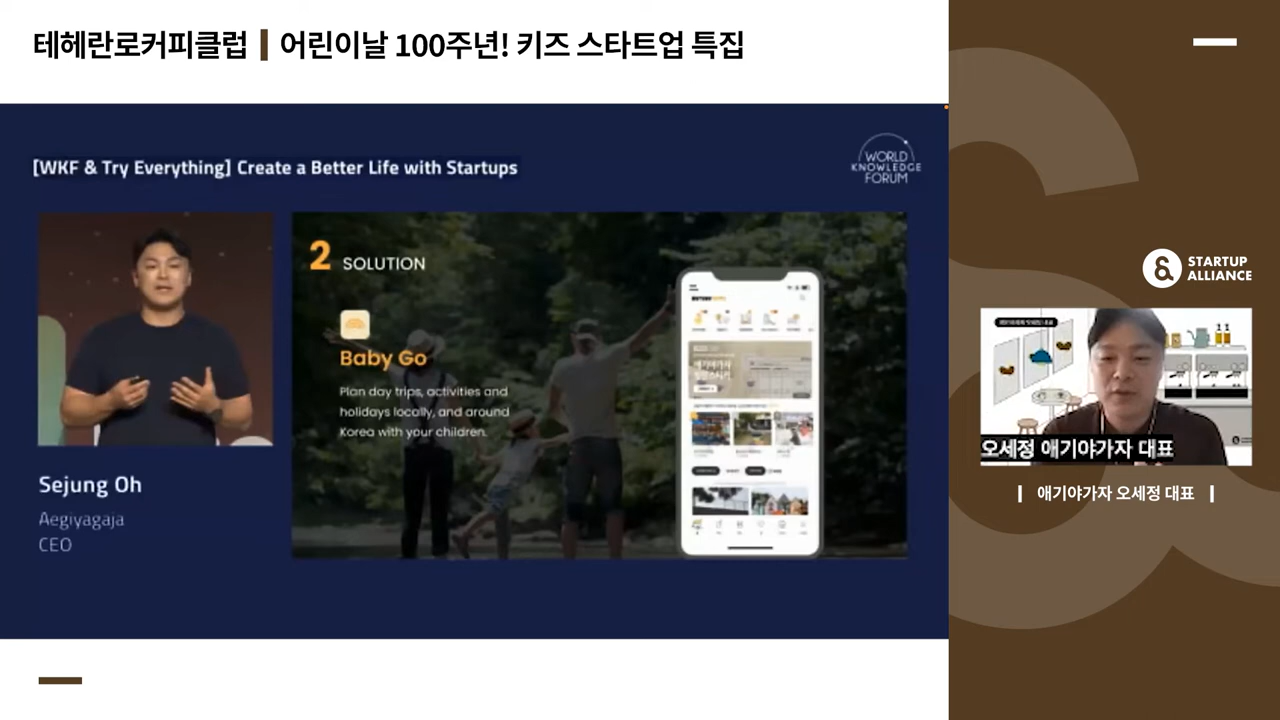 테헤란로커피클럽 | 어린이날 100주년! 키즈 스타트업 특집
[WKF & Try Everything] Create a Better Life with Startups
WORLD
KNOWLEDGE
FORUM
2 SOLUTION
Baby Go
Plan day trips, activities and
holidays locally, and around
Korea with your children.
Sejung Oh
Aegiyagaja
CEO
STARTUP
ALLIANCE
오세정 애기야가자 대표
| 애기야가자 오세정 대표 |